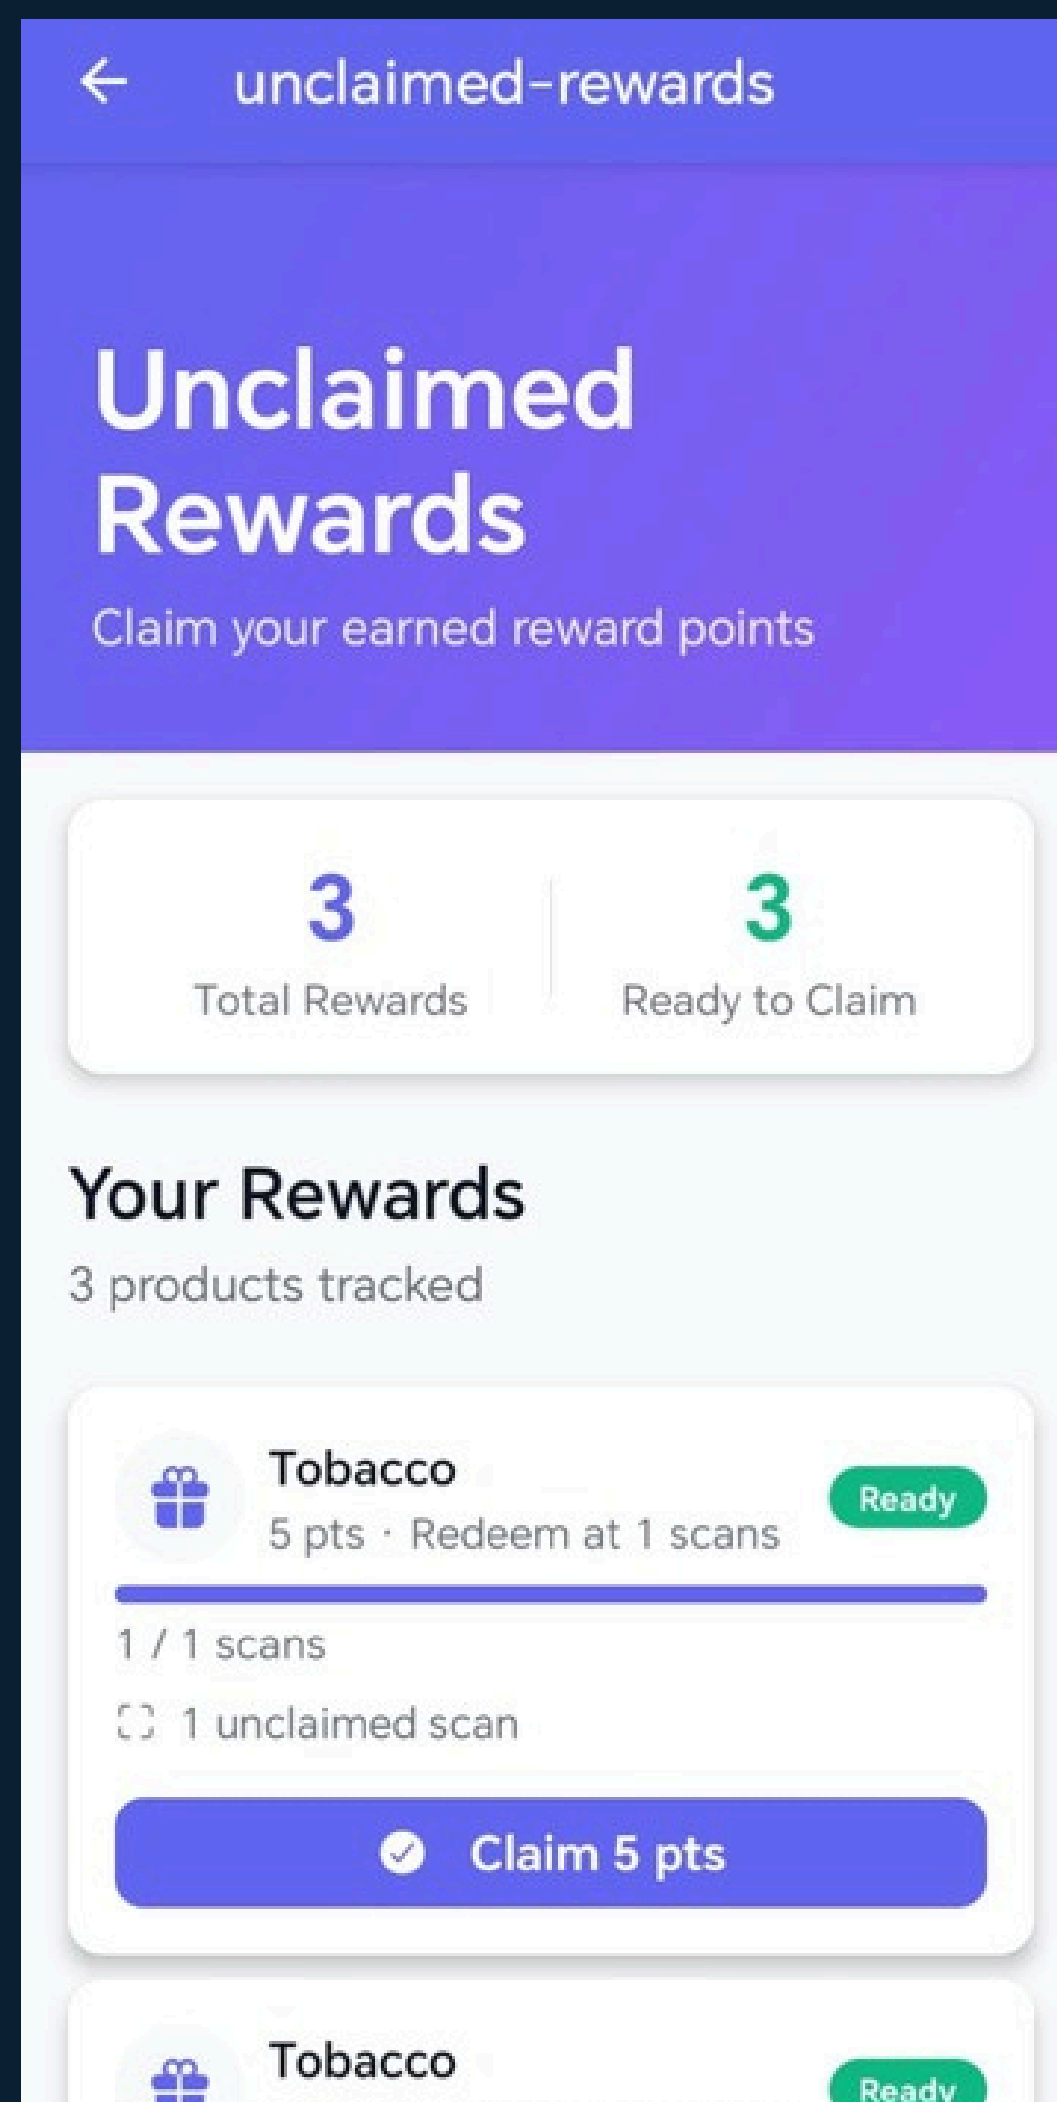 unclaimed-rewards
Unclaimed
Rewards
Claim your earned reward points
3
Total Rewards
3
Ready to Claim
Your Rewards
3 products tracked
Tobacco
Ready
5 pts · Redeem at 1 scans
1 / 1 scans
1 unclaimed scan
Claim 5 pts
Tobacco
Ready